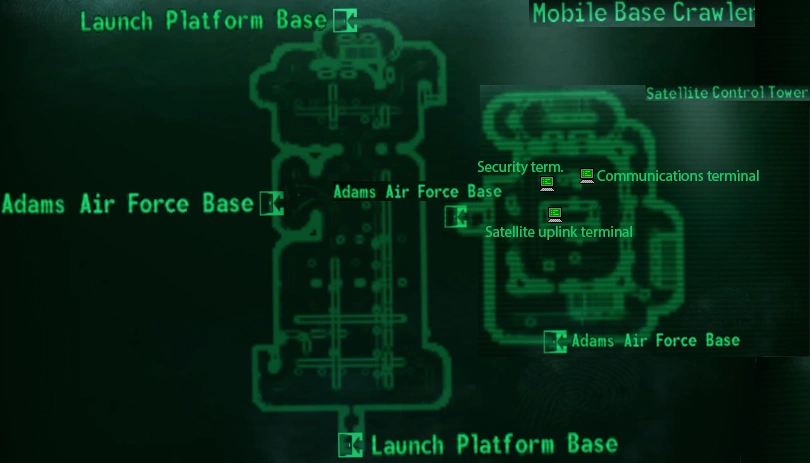 Launch Platform Base
Mobile Base Crawler
Satellite Control Tower
Security term.
Communications terminal
Adams Air Force Base
Adams Air Force Base
Satellite uplink terminal
Adams Air Force Base
Launch Platform Base